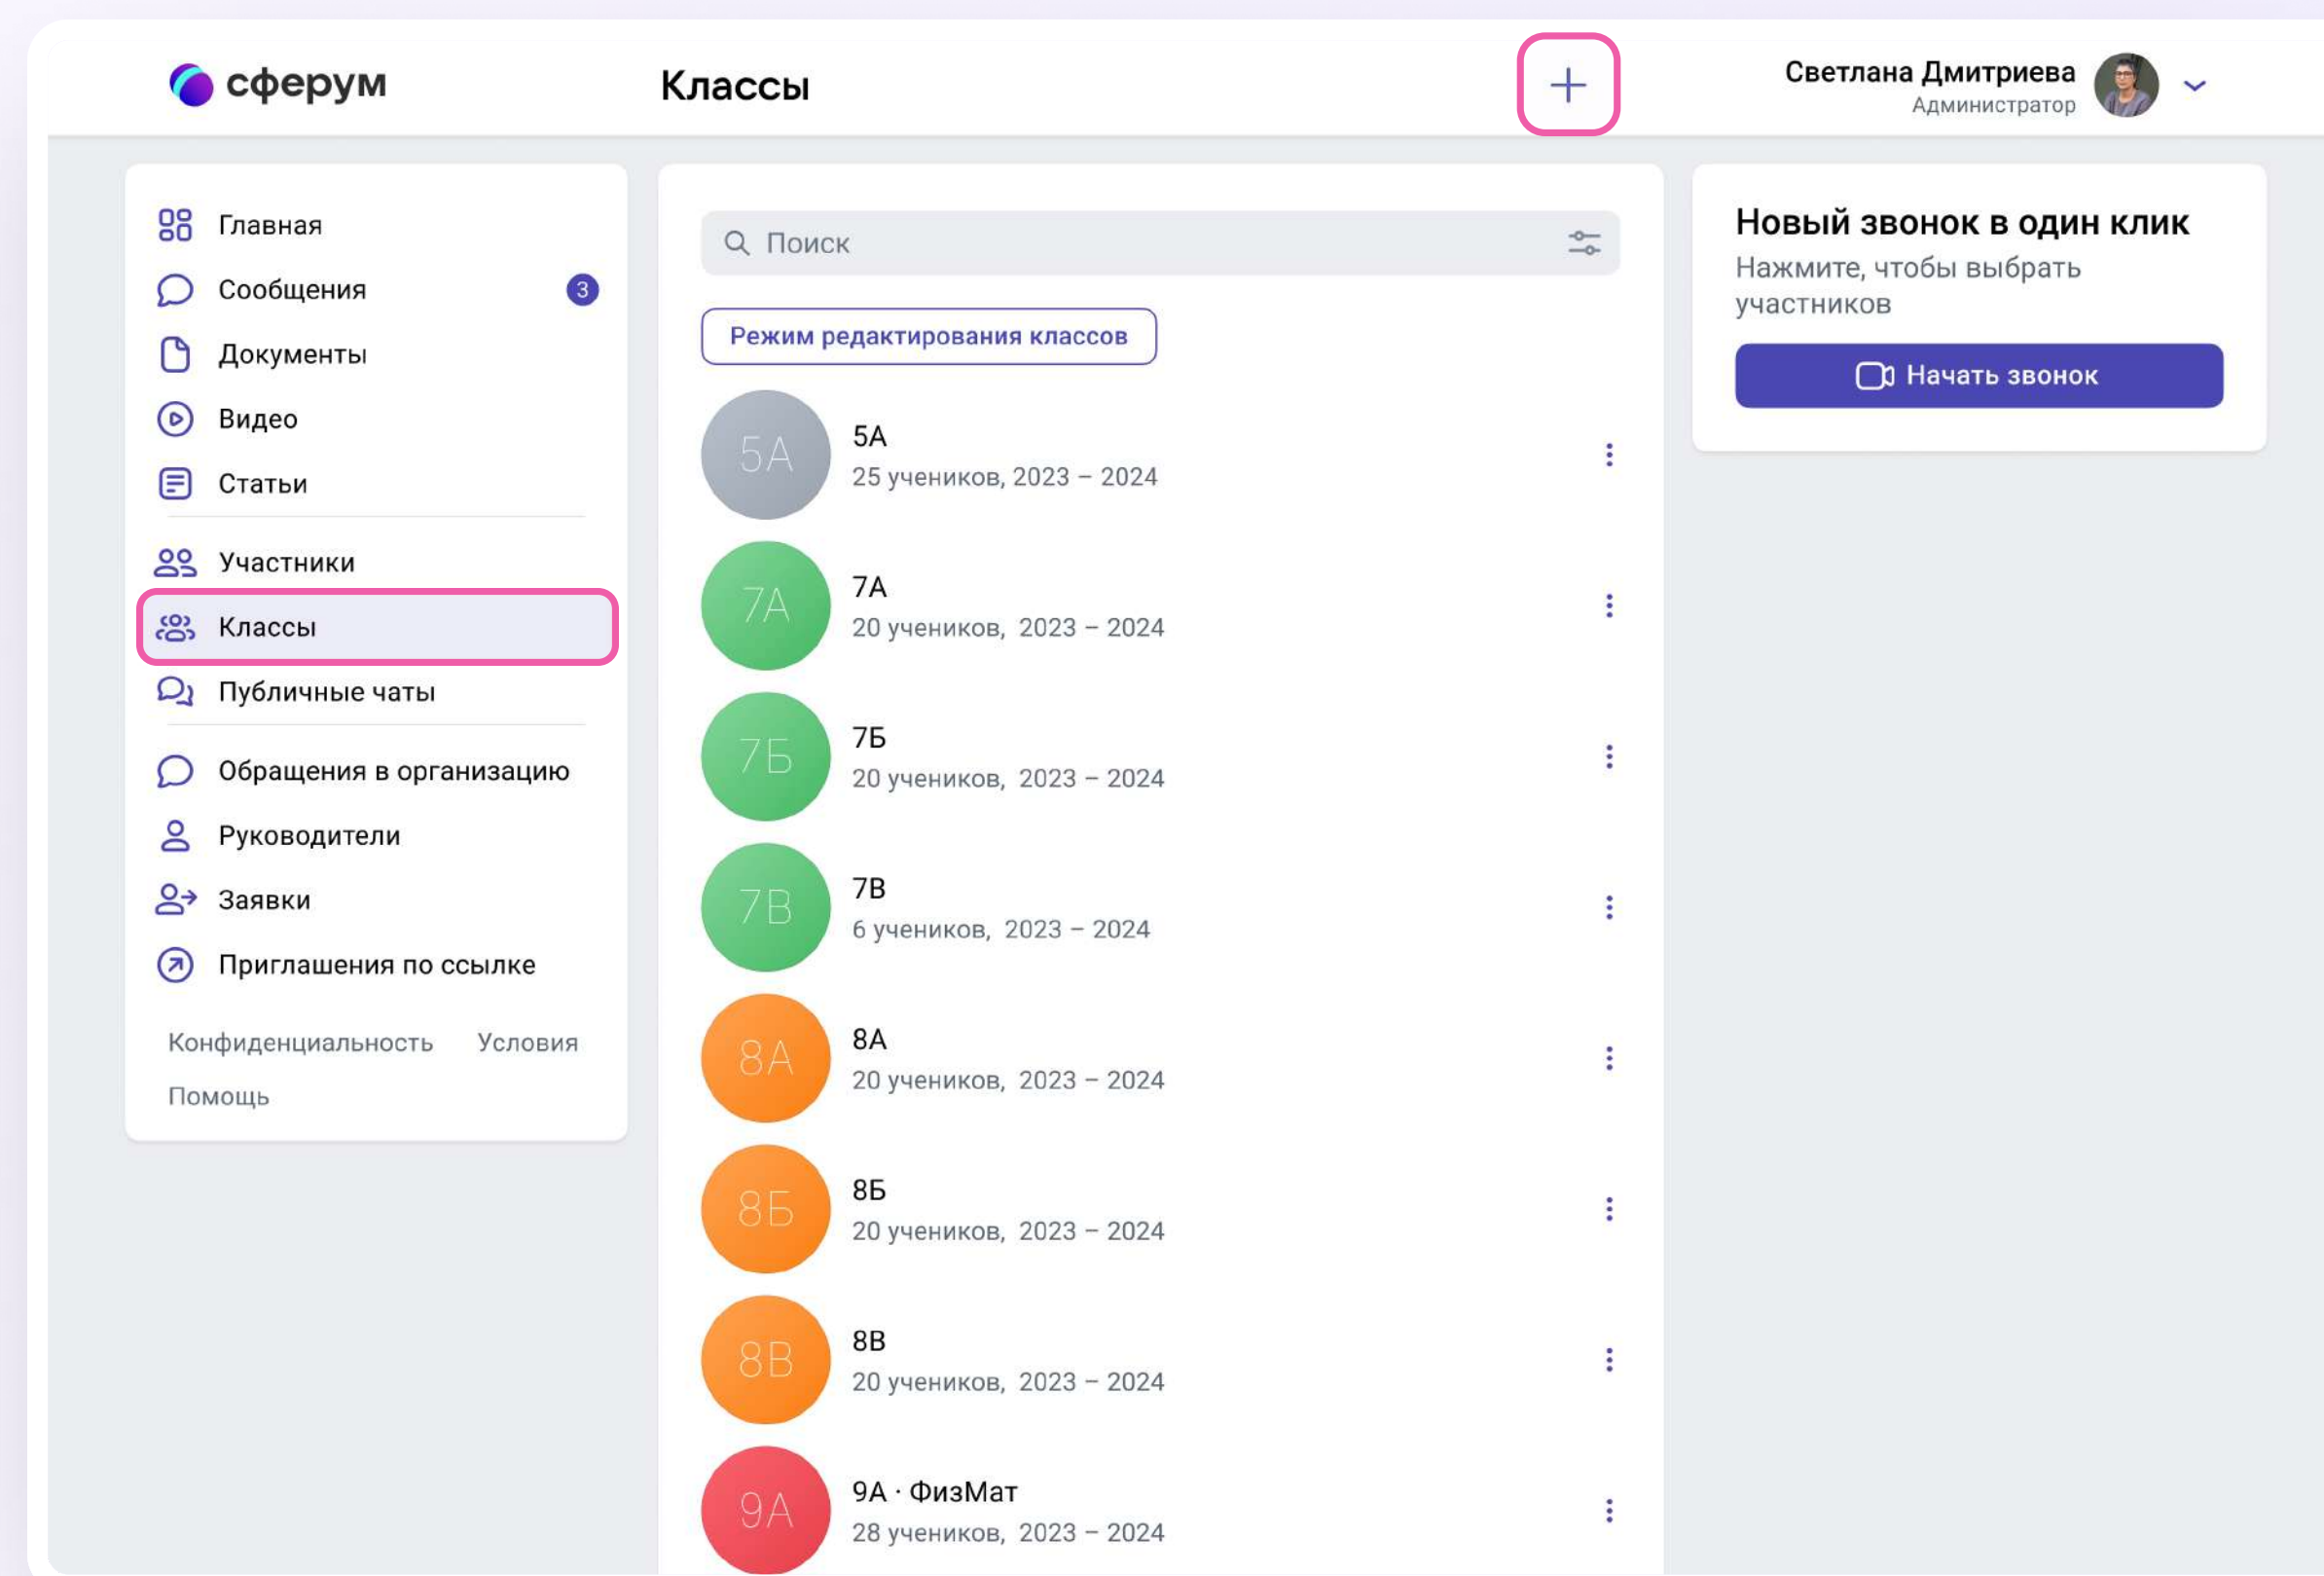 сферум
Классы
Светлана Дмитриева
Администратор
Главная
Сообщения 3
Документы
Видео
Статьи
Участники
Классы
Публичные чаты
Обращения в организацию
Руководители
Заявки
Приглашения по ссылке
Конфиденциальность Условия
Помощь
Поиск
Режим редактирования классов
5А
5А
25 учеников, 2023 – 2024
7А
7А
20 учеников, 2023 – 2024
7Б
7Б
20 учеников, 2023 – 2024
7В
7В
6 учеников, 2023 – 2024
8А
8А
20 учеников, 2023 – 2024
8Б
8Б
20 учеников, 2023 – 2024
8В
8В
20 учеников, 2023 – 2024
9А
9А · ФизМат
28 учеников, 2023 – 2024
Новый звонок в один клик
Нажмите, чтобы выбрать
участников
Начать звонок